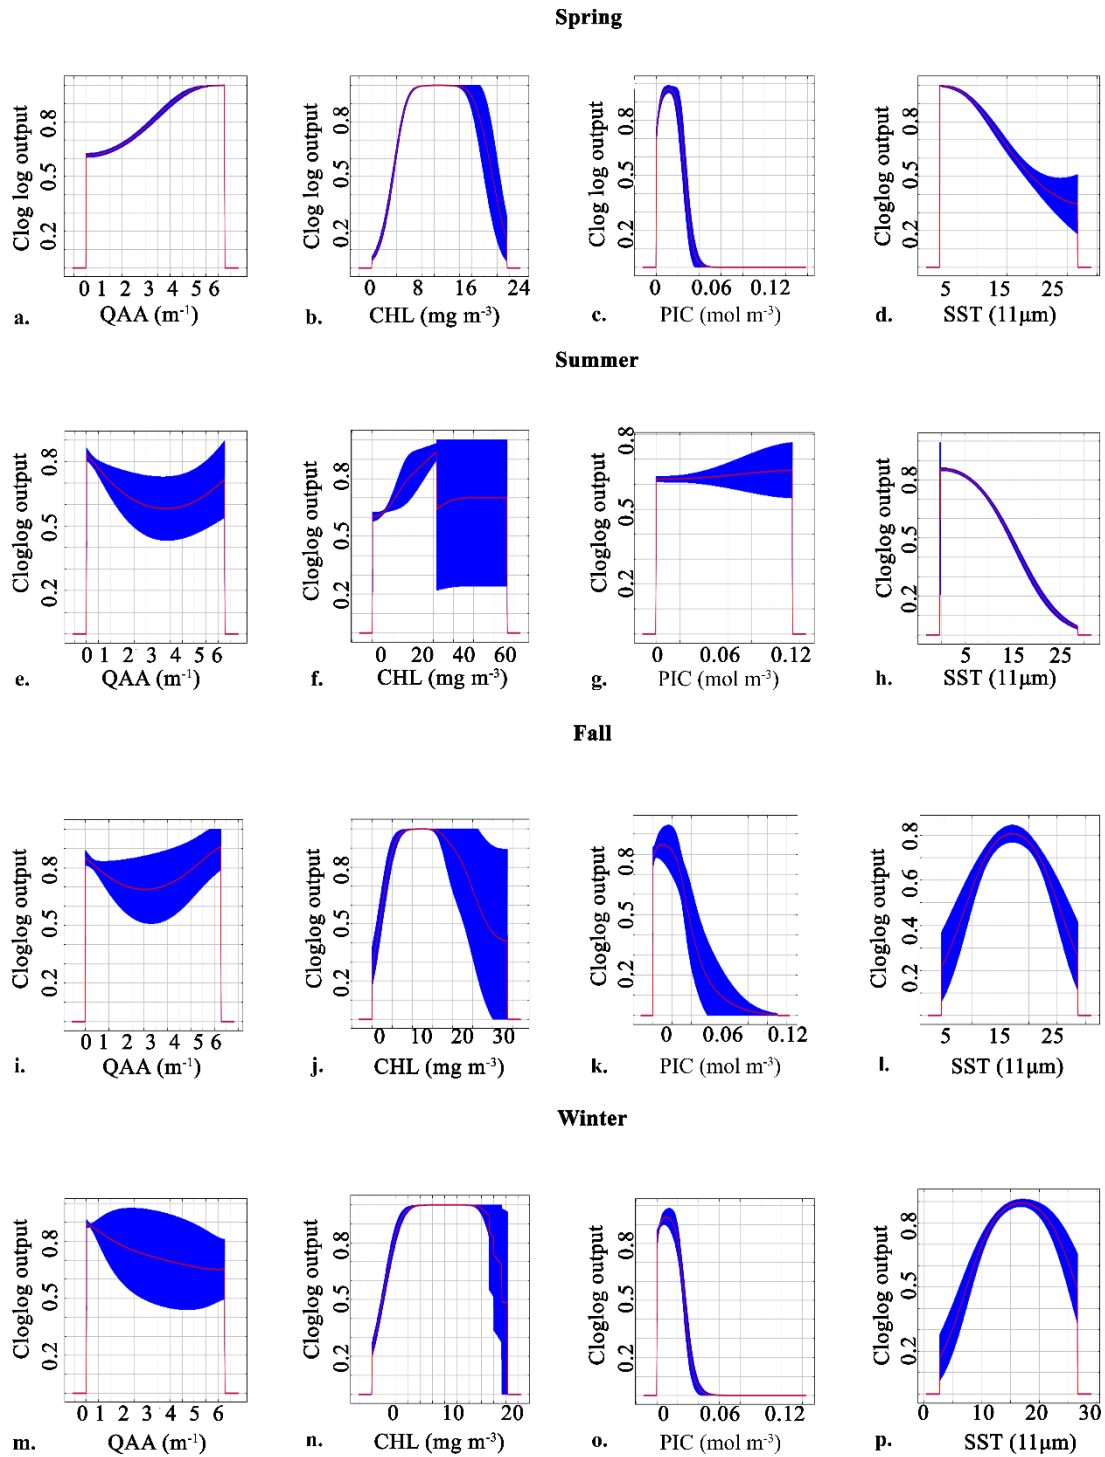 Spring
Clog log output 0.2 0.5 0.8
0 1 2 3 4 5 6
a. QAA (m⁻¹)
Clog log output 0.2 0.5 0.8
0 8 16 24
b. CHL (mg m⁻³)
Clog log output 0.2 0.5 0.8
0 0.06 0.12
c. PIC (mol m⁻³)
Clog log output 0.2 0.5 0.8
5 15 25
d. SST (11μm)
Summer
Cloglog output 0.2 0.5 0.8
0 1 2 3 4 5 6
e. QAA (m⁻¹)
Cloglog output 0.2 0.5 0.8
0 20 40 60
f. CHL (mg m⁻³)
Cloglog output 0.2 0.5 0.8
0 0.06 0.12
g. PIC (mol m⁻³)
Cloglog output 0.2 0.5 0.8
5 15 25
h. SST (11μm)
Fall
Cloglog output 0.2 0.5 0.8
0 1 2 3 4 5 6
i. QAA (m⁻¹)
Cloglog output 0.2 0.5 0.8
0 10 20 30
j. CHL (mg m⁻³)
Cloglog output 0.2 0.5 0.8
0 0.06 0.12
k. PIC (mol m⁻³)
Cloglog output 0.2 0.4 0.6 0.8
5 15 25
l. SST (11μm)
Winter
Cloglog output 0.2 0.5 0.8
0 1 2 3 4 5 6
m. QAA (m⁻¹)
Cloglog output 0.2 0.5 0.8
0 10 20
n. CHL (mg m⁻³)
Cloglog output 0.2 0.5 0.8
0 0.06 0.12
o. PIC (mol m⁻³)
Cloglog output 0.2 0.5 0.8
0 10 20 30
p. SST (11μm)